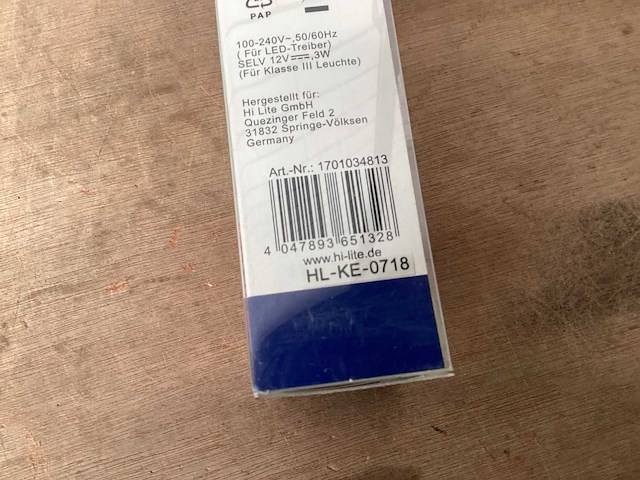 PAP
100-240V~,50/60Hz
( Für LED-Treiber)
SELV 12V⎓,3W
(Für Klasse III Leuchte)
Hergestellt für:
Hi Lite GmbH
Quezinger Feld 2
31832 Springe-Völksen
Germany
Art.-Nr.: 1701034813
4 047893 651328
www.hi-lite.de
HL-KE-0718